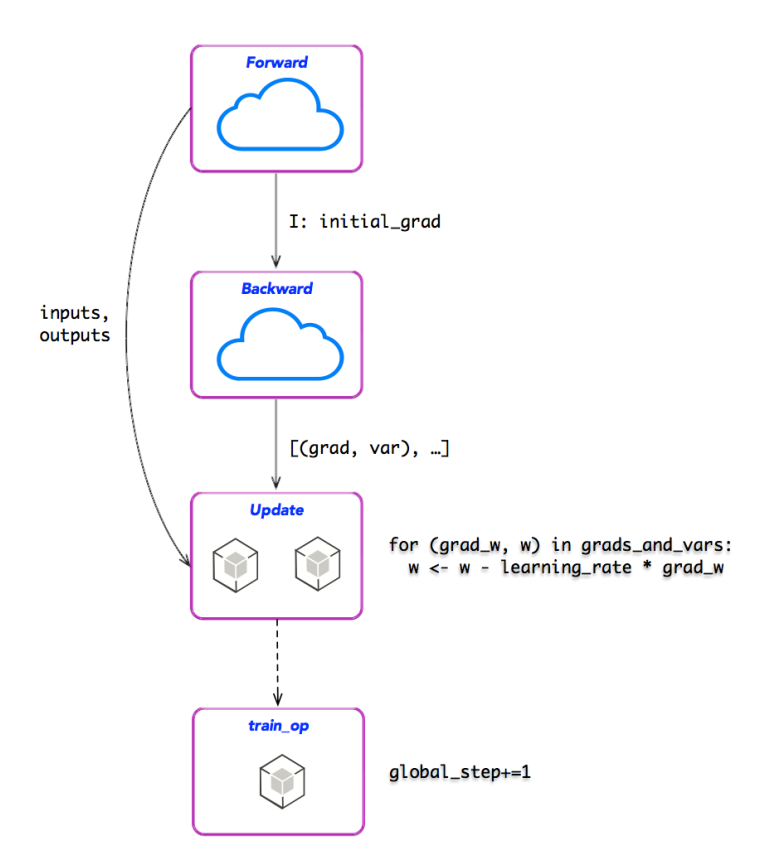 Forward
I: initial_grad
Backward
inputs,
outputs
[(grad, var), …]
Update
for (grad_w, w) in grads_and_vars:
w <- w - learning_rate * grad_w
train_op
global_step+=1